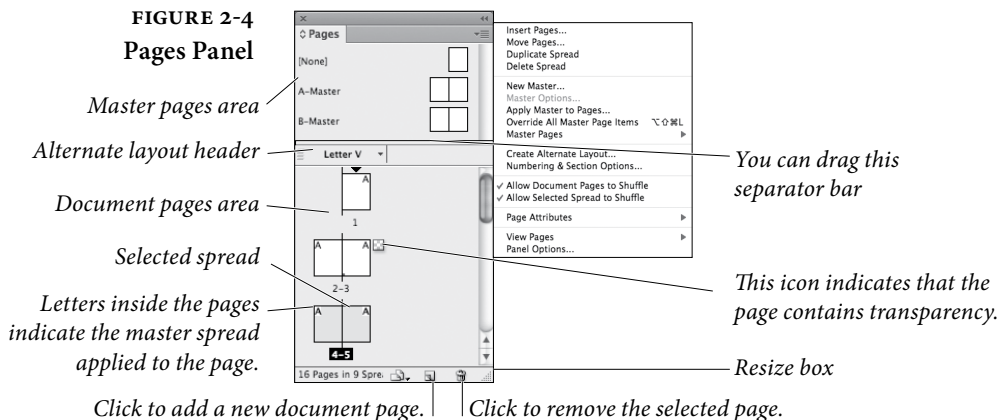 FIGURE 2-4
Pages Panel
Pages
[None]
A-Master
B-Master
Letter V
A
1
A A
2-3
A A
4-5
16 Pages in 9 Spre
Insert Pages...
Move Pages...
Duplicate Spread
Delete Spread
New Master...
Master Options...
Apply Master to Pages...
Override All Master Page Items ⌥⇧⌘L
Master Pages
Create Alternate Layout...
Numbering & Section Options...
✓ Allow Document Pages to Shuffle
✓ Allow Selected Spread to Shuffle
Page Attributes
View Pages
Panel Options...
Master pages area
Alternate layout header
Document pages area
Selected spread
Letters inside the pages
indicate the master spread
applied to the page.
You can drag this
separator bar
This icon indicates that the
page contains transparency.
Resize box
Click to add a new document page.
Click to remove the selected page.